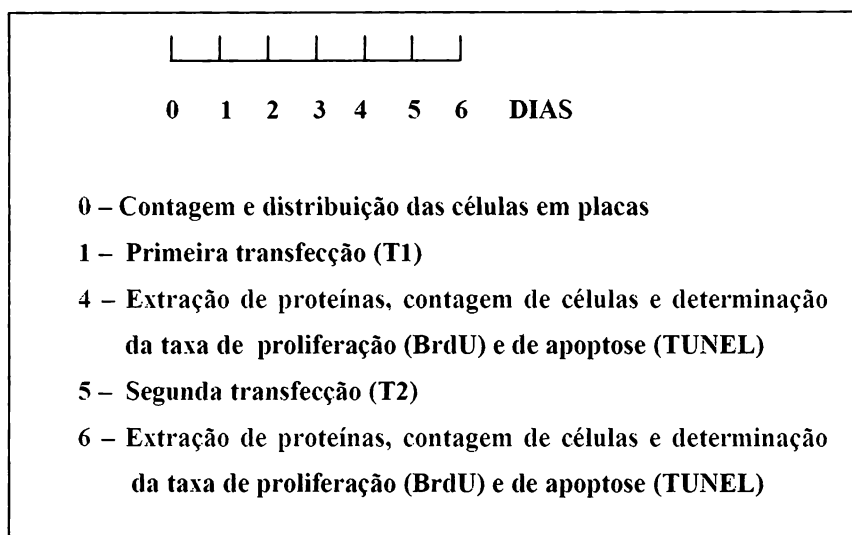 0 1 2 3 4 5 6 DIAS
0 – Contagem e distribuição das células em placas
1 – Primeira transfecção (T1)
4 – Extração de proteínas, contagem de células e determinação
da taxa de proliferação (BrdU) e de apoptose (TUNEL)
5 – Segunda transfecção (T2)
6 – Extração de proteínas, contagem de células e determinação
da taxa de proliferação (BrdU) e de apoptose (TUNEL)